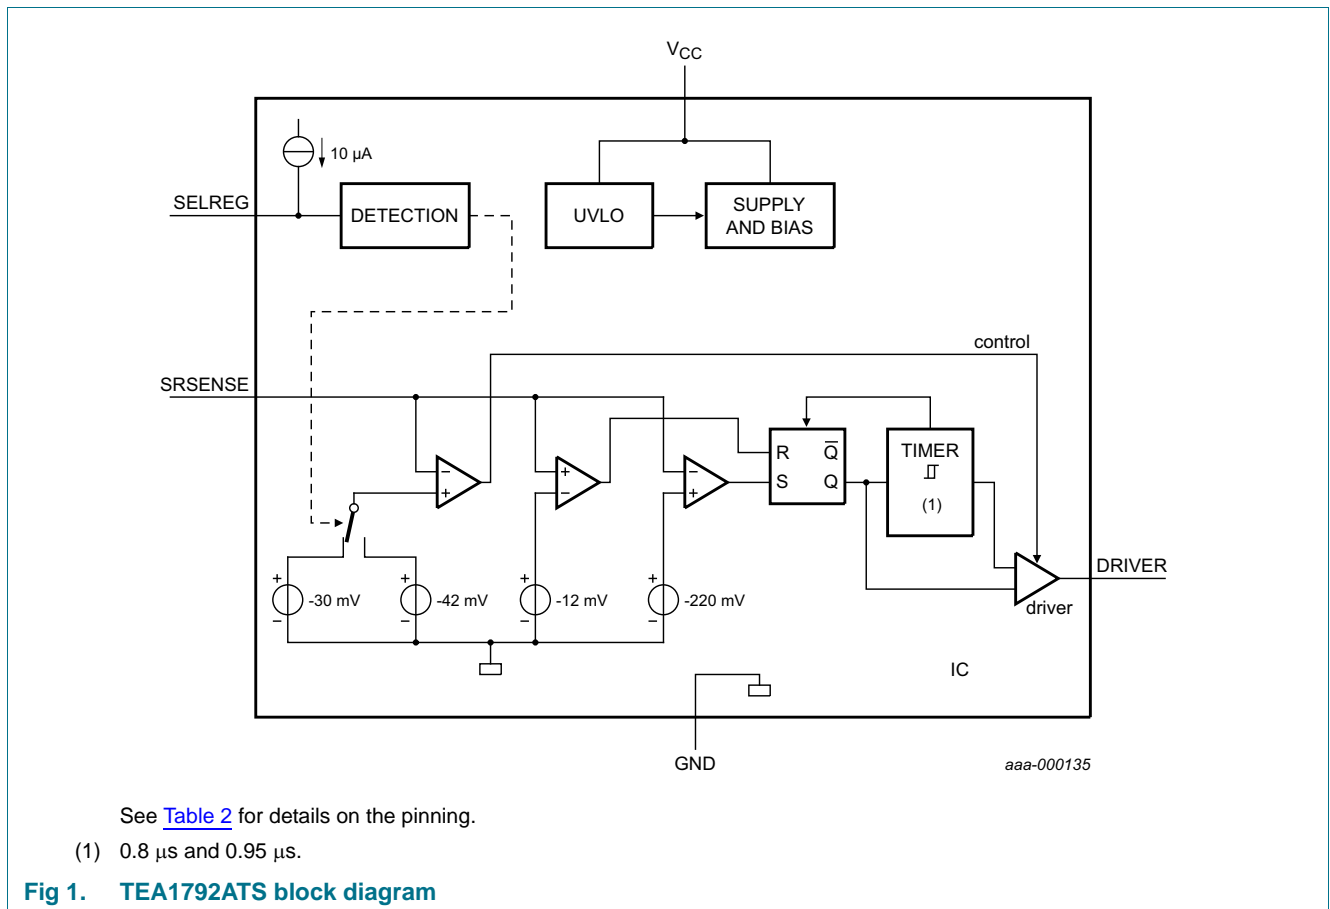 VCC
10 µA
SELREG
DETECTION
UVLO
SUPPLY
AND BIAS
control
SRSENSE
R
Q̅
S
Q
TIMER
(1)
−
+
+
−
−
+
+
-30 mV
−
+
-42 mV
−
+
-12 mV
−
+
-220 mV
−
DRIVER
driver
IC
GND
aaa-000135
See Table 2 for details on the pinning.
(1) 0.8 μs and 0.95 μs.
Fig 1. TEA1792ATS block diagram